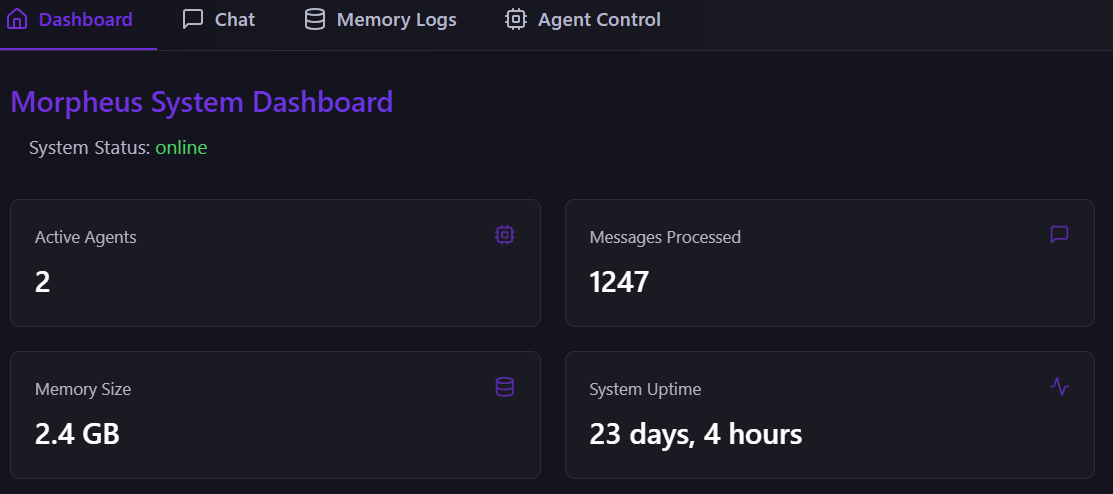 Dashboard Chat Memory Logs Agent Control
Morpheus System Dashboard
System Status: online
Active Agents
2
Messages Processed
1247
Memory Size
2.4 GB
System Uptime
23 days, 4 hours